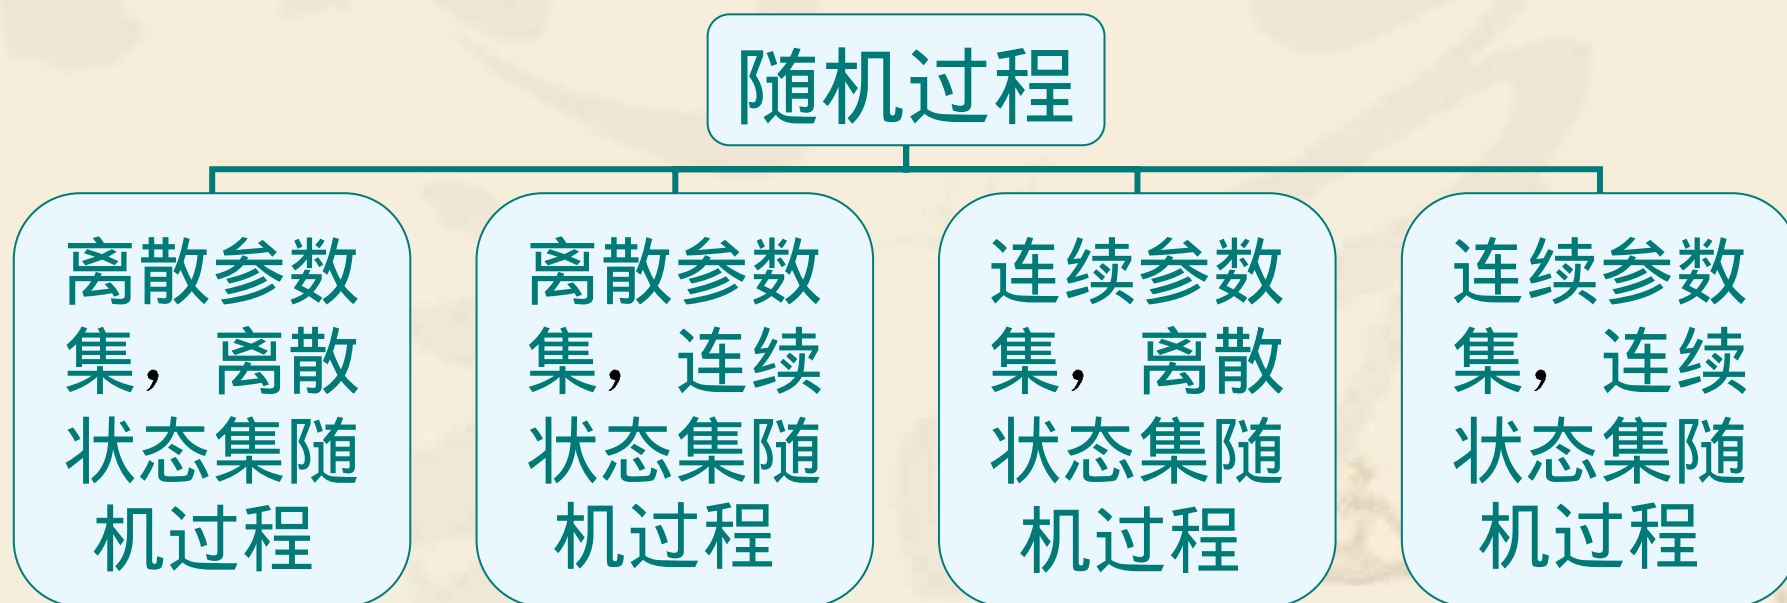 随机过程
离散参数
集，离散
状态集随
机过程
离散参数
集，连续
状态集随
机过程
连续参数
集，离散
状态集随
机过程
连续参数
集，连续
状态集随
机过程